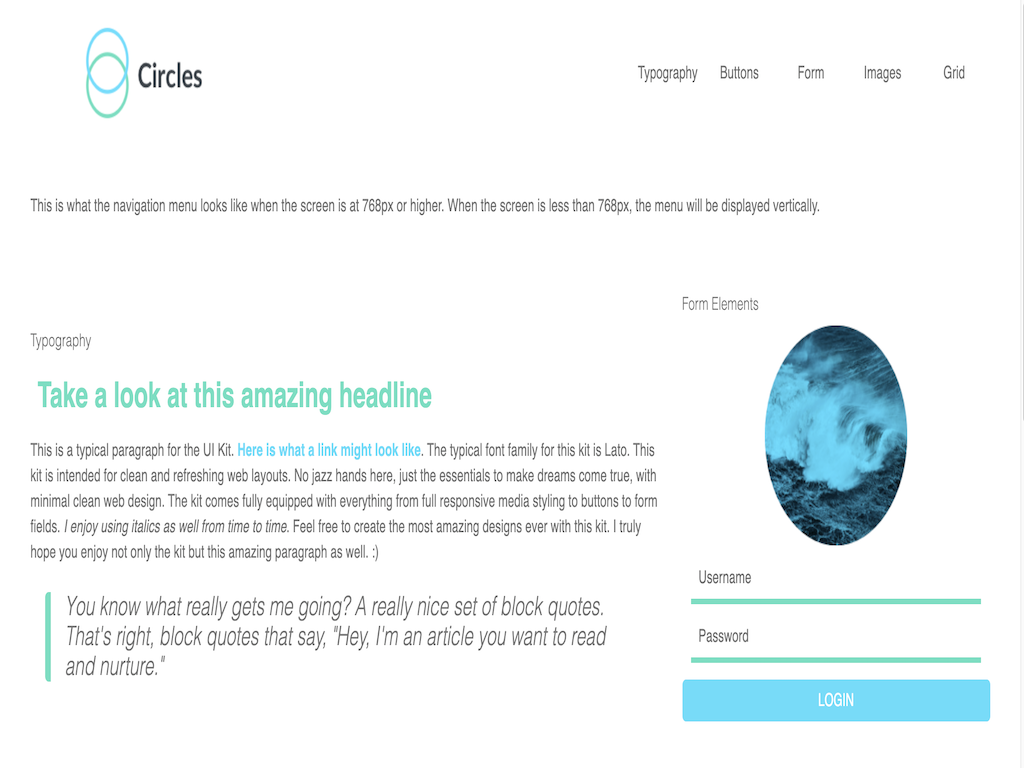 Circles
Typography
Buttons
Form
Images
Grid
This is what the navigation menu looks like when the screen is at 768px or higher. When the screen is less than 768px, the menu will be displayed vertically.
Typography
Take a look at this amazing headline
This is a typical paragraph for the UI Kit. Here is what a link might look like. The typical font family for this kit is Lato. This
kit is intended for clean and refreshing web layouts. No jazz hands here, just the essentials to make dreams come true, with
minimal clean web design. The kit comes fully equipped with everything from full responsive media styling to buttons to form
fields. I enjoy using italics as well from time to time. Feel free to create the most amazing designs ever with this kit. I truly
hope you enjoy not only the kit but this amazing paragraph as well. :)
You know what really gets me going? A really nice set of block quotes.
That's right, block quotes that say, "Hey, I'm an article you want to read
and nurture."
Form Elements
Username
Password
LOGIN